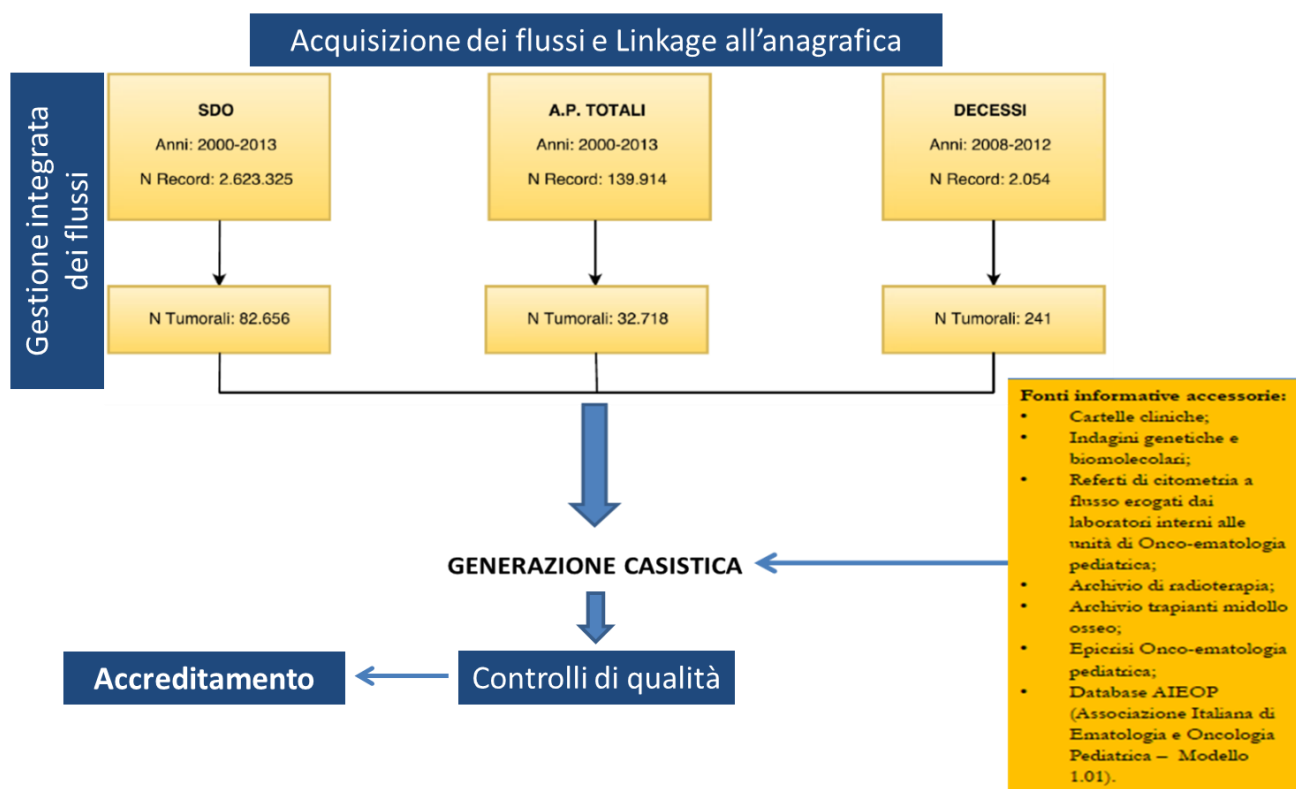 Acquisizione dei flussi e Linkage all'anagrafica
Gestione integrata
dei flussi
SDO
Anni: 2000-2013
N Record: 2.623.325
A.P. TOTALI
Anni: 2000-2013
N Record: 139.914
DECESSI
Anni: 2008-2012
N Record: 2.054
N Tumorali: 82.656
N Tumorali: 32.718
N Tumorali: 241
Fonti informative accessorie:
• Cartelle cliniche;
• Indagini genetiche e
biomolecolari;
• Referti di citometria a
flusso erogati dai
laboratori interni alle
unità di Onco-ematologia
pediatrica;
• Archivio di radioterapia;
• Archivio trapianti midollo
osseo;
• Epicrisi Onco-ematologia
pediatrica;
• Database AIEOP
(Associazione Italiana di
Ematologia e Oncologia
Pediatrica – Modello
1.01).
GENERAZIONE CASISTICA
Controlli di qualità
Accreditamento